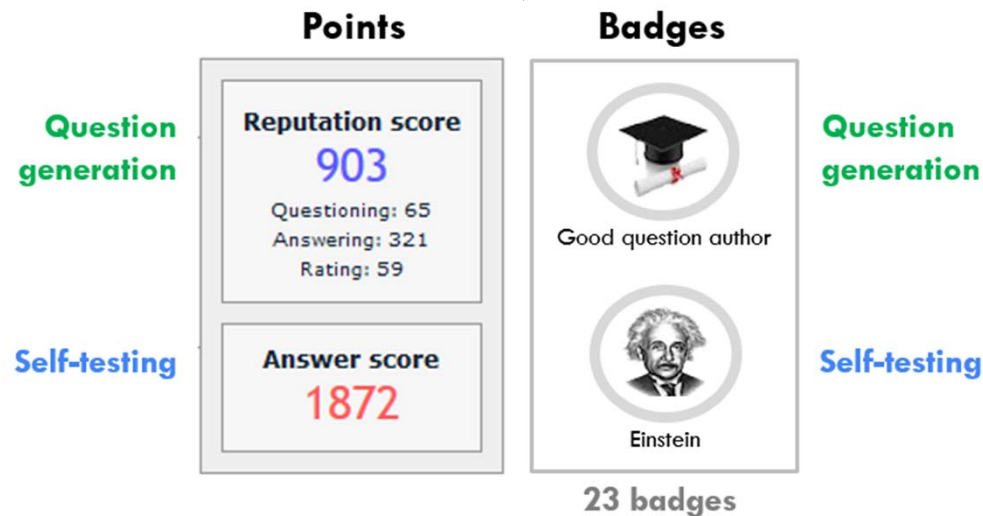 Points
Badges
Question
generation
Reputation score
903
Questioning: 65
Answering: 321
Rating: 59
Good question author
Question
generation
Self-testing
Answer score
1872
Einstein
Self-testing
23 badges